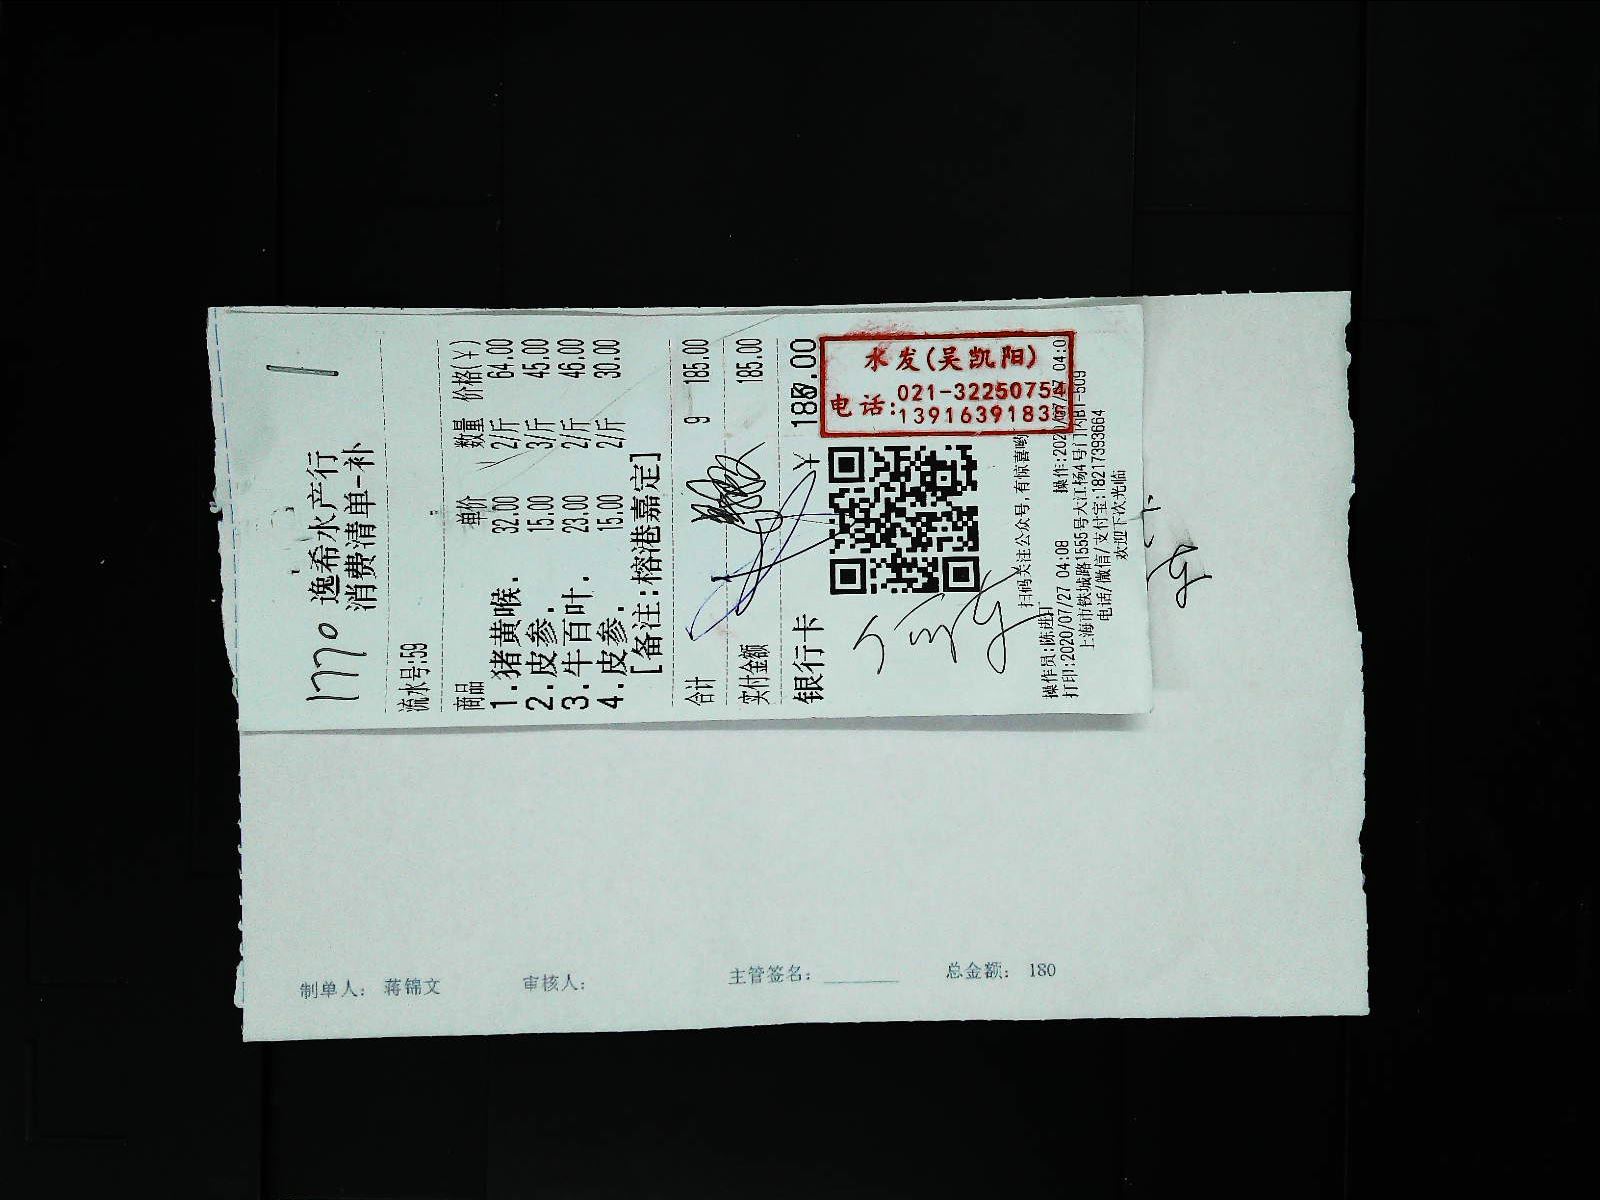 1770
逸希水产行
消费清单-补
流水号:59
商品 单价 数量 价格(￥)
1.猪黄喉. 32.00 2/斤 64.00
2.皮参. 15.00 3/斤 45.00
3.牛百叶. 23.00 2/斤 46.00
4.皮参. 15.00 2/斤 30.00
[备注:榕港嘉定]
合计 9 185.00
实付金额 185.00
银行卡 ￥
水发(吴凯阳)
电话:021-32250754
扫码关注公众号,有惊喜哟
操作员:陈进
打印:2020/07/27 04:08 操作:
上海市铁城路1555号大江杨4号门
电话/微信/支付宝:18217393664
欢迎下次光临
制单人: 蒋锦文 审核人: 主管签名: 总金额: 180